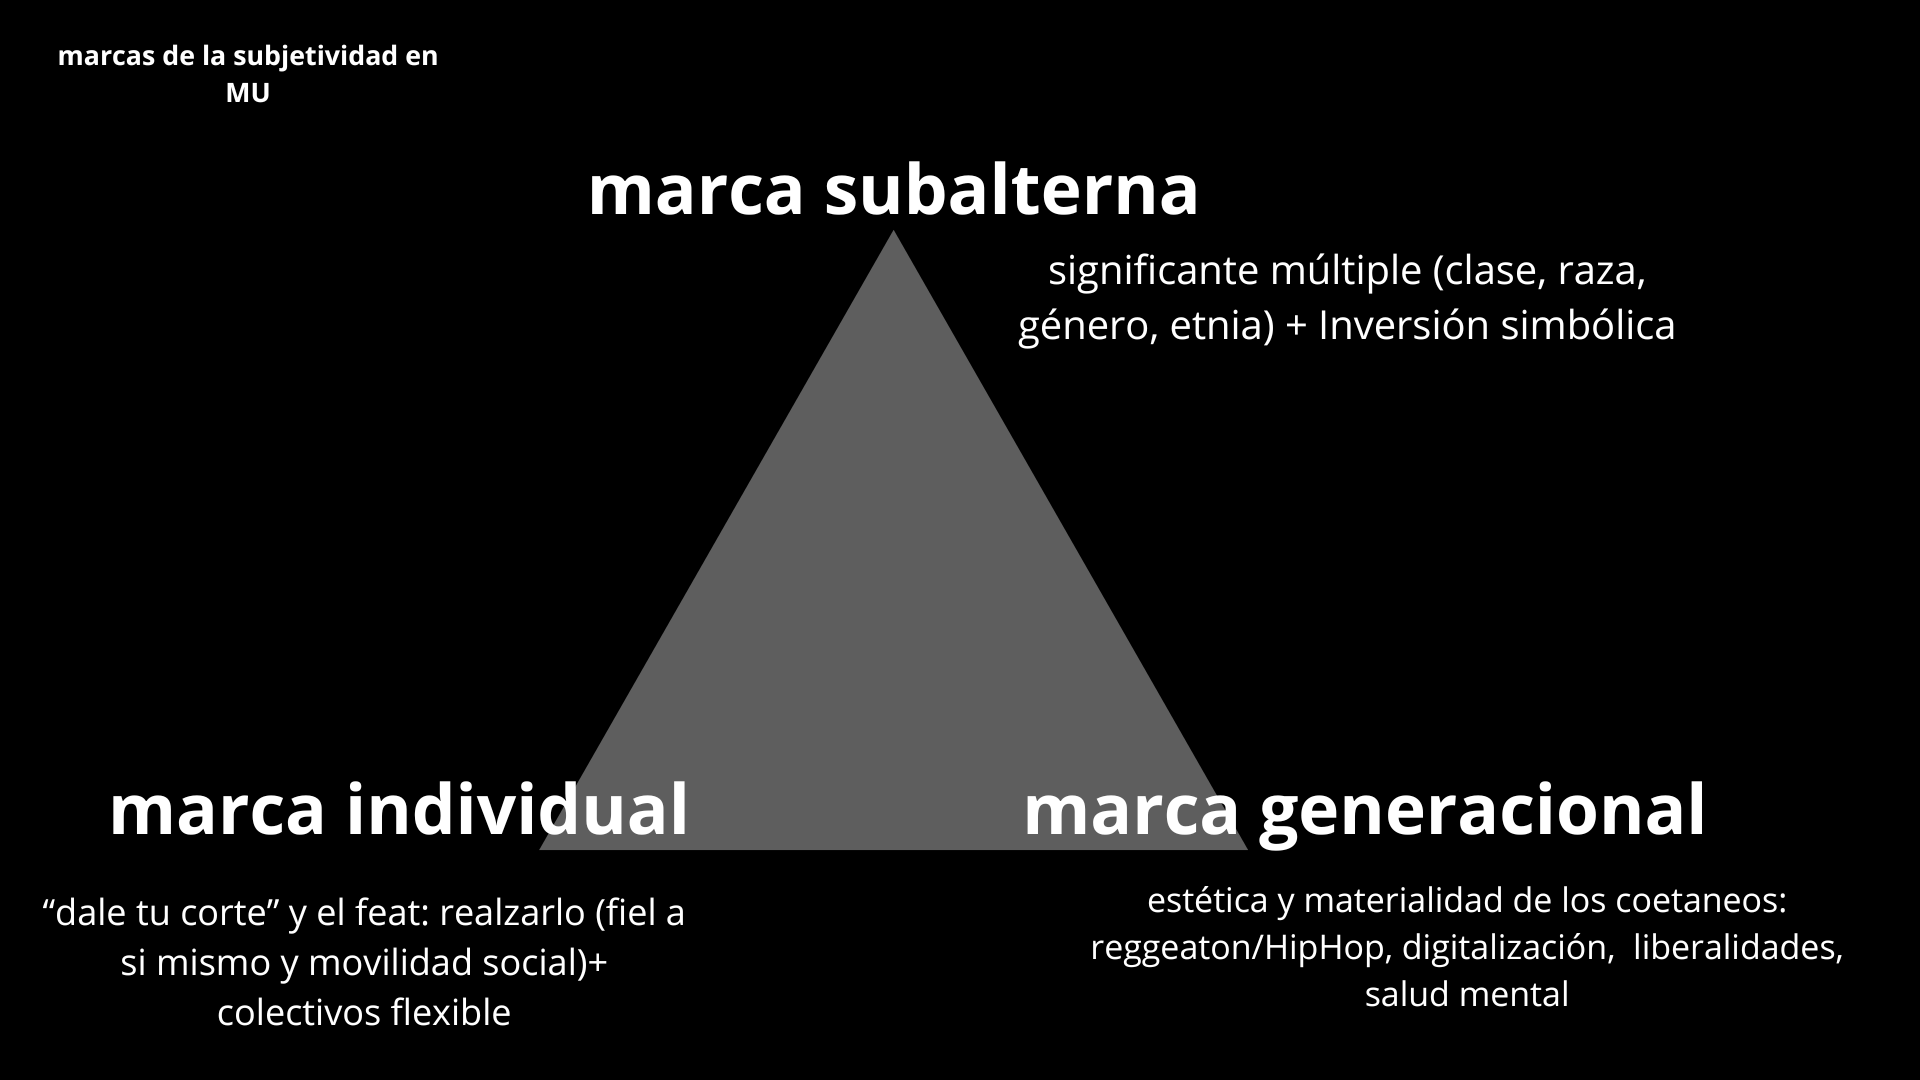 marcas de la subjetividad en
MU
marca subalterna
significante múltiple (clase, raza,
género, etnia) + Inversión simbólica
marca individual
“dale tu corte” y el feat: realzarlo (fiel a
si mismo y movilidad social)+
colectivos flexible
marca generacional
estética y materialidad de los coetaneos:
reggeaton/HipHop, digitalización,  liberalidades,
salud mental